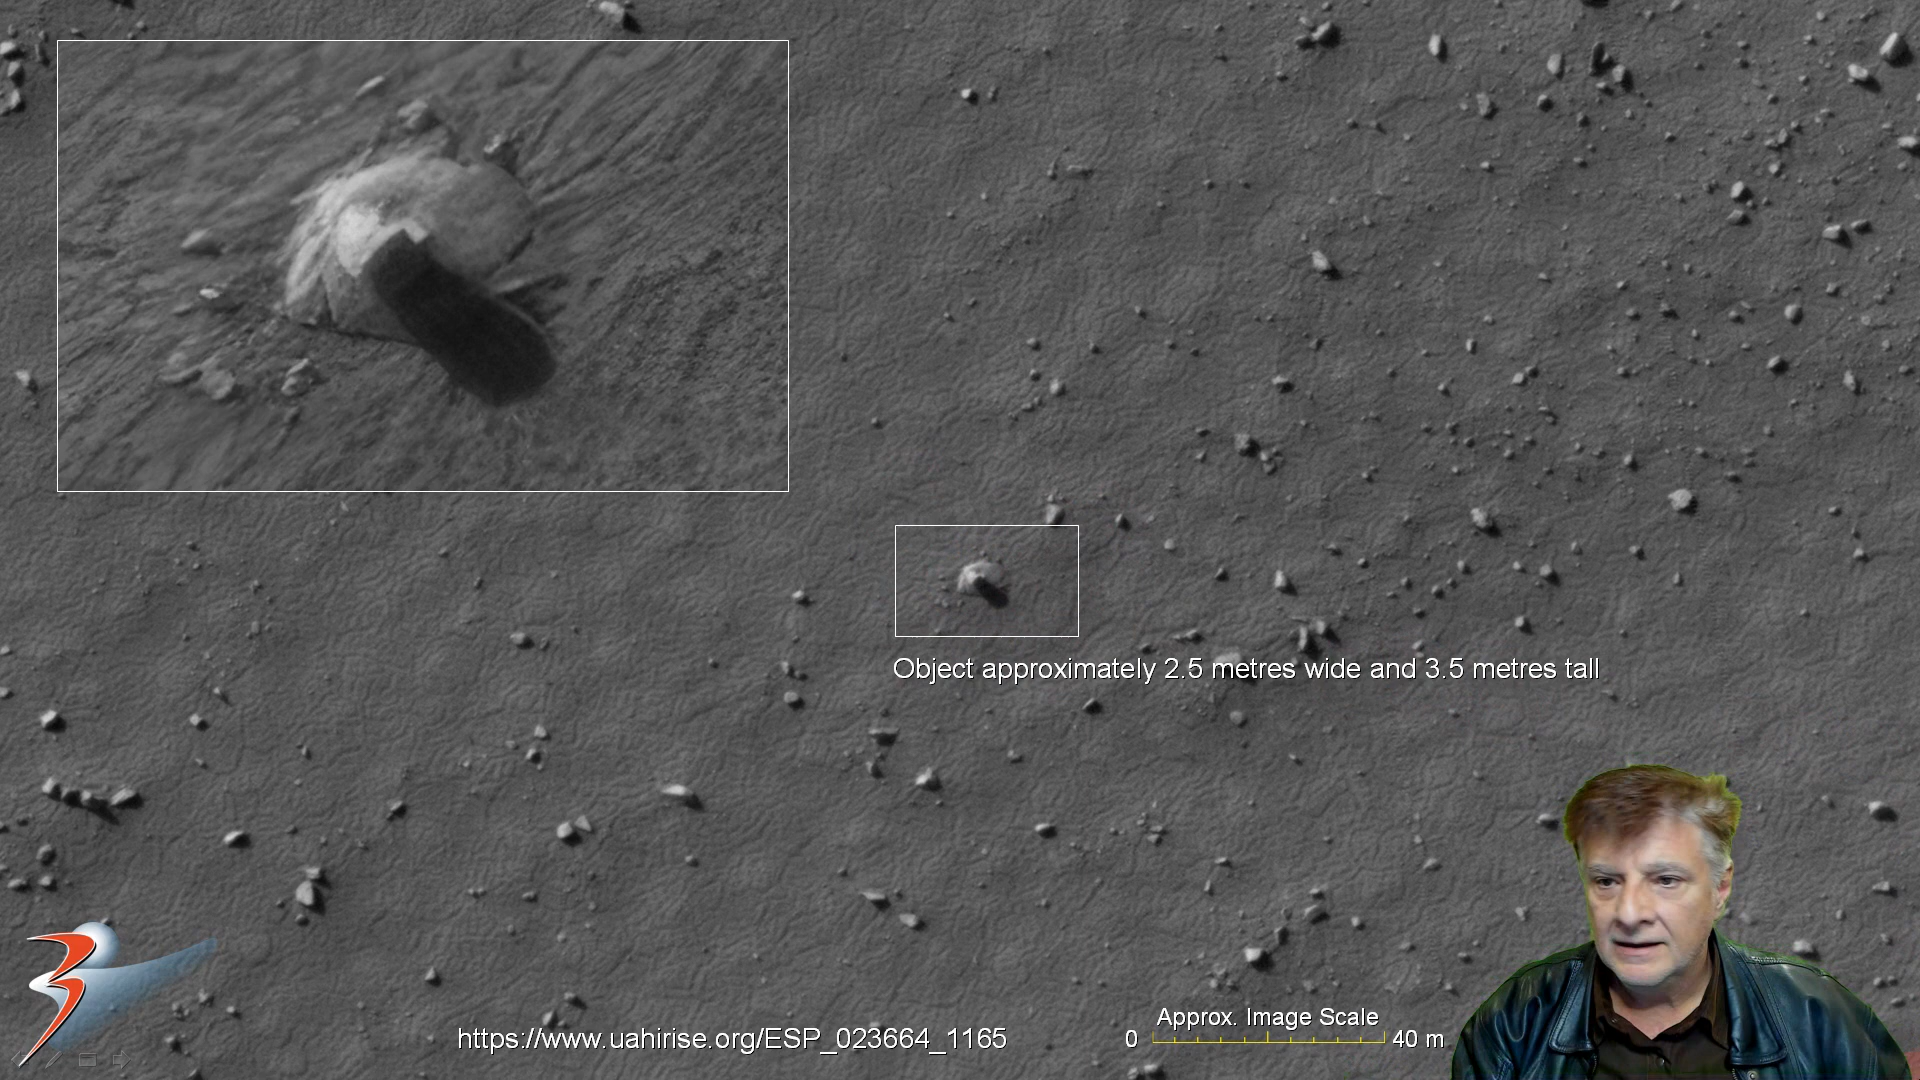 Object approximately 2.5 metres wide and 3.5 metres tall
Approx. Image Scale
https://www.uahirise.org/ESP_023664_1165
0 40 m